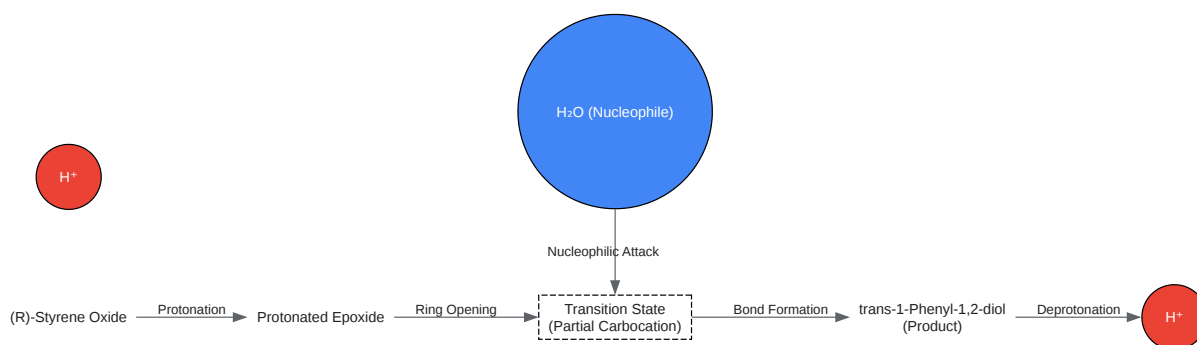 H₂O (Nucleophile)
H⁺
Nucleophilic Attack
(R)-Styrene Oxide
Protonation
Protonated Epoxide
Ring Opening
Transition State
(Partial Carbocation)
Bond Formation
trans-1-Phenyl-1,2-diol
(Product)
Deprotonation
H⁺